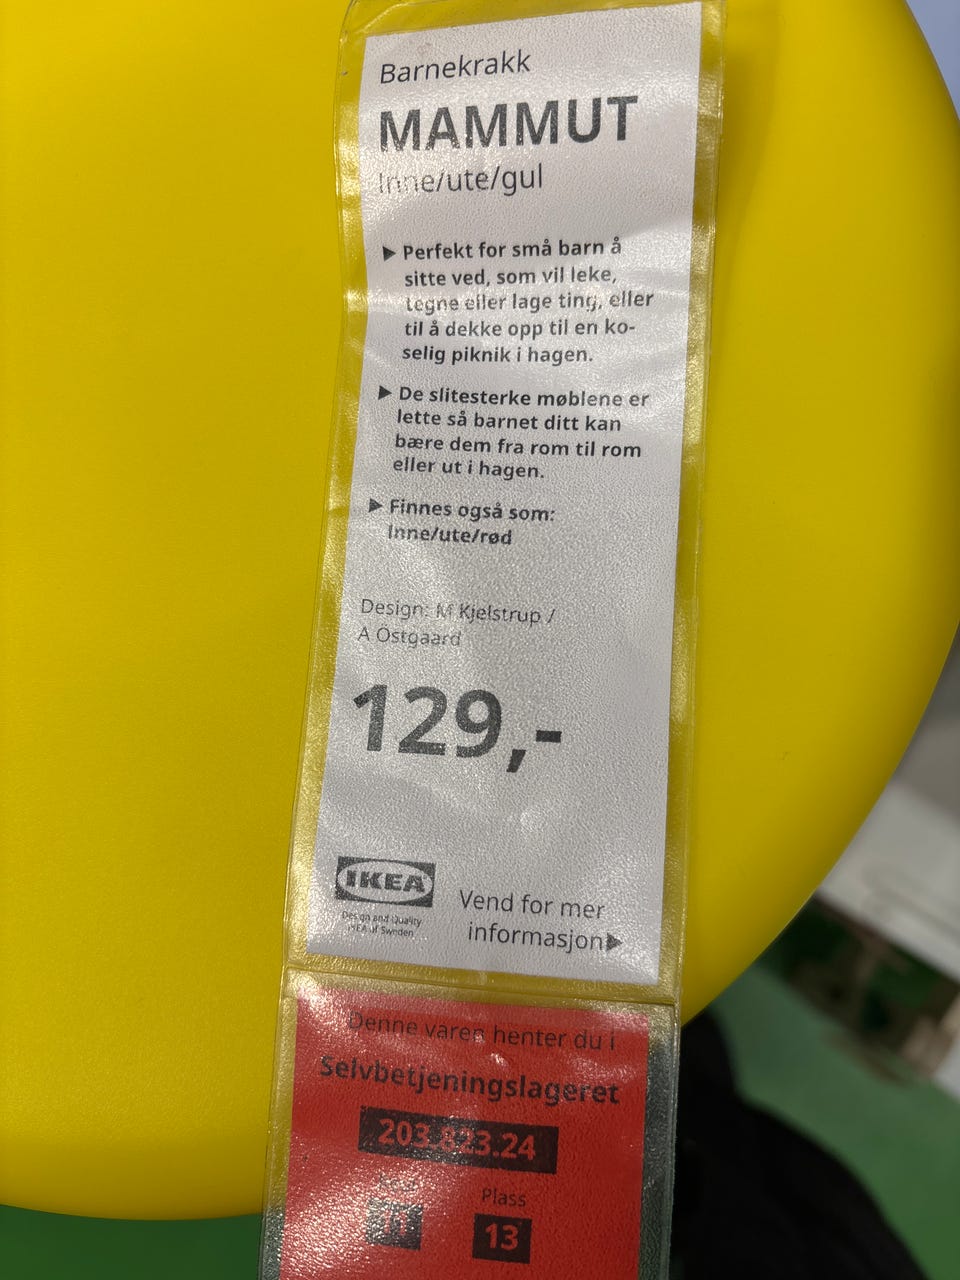 Barnekrakk
MAMMUT
Inne/ute/gul
▶ Perfekt for små barn å
sitte ved, som vil leke,
tegne eller lage ting, eller
til å dekke opp til en ko-
selig piknik i hagen.
▶ De slitesterke møblene er
lette så barnet ditt kan
bære dem fra rom til rom
eller ut i hagen.
▶ Finnes også som:
Inne/ute/rød
Design: M Kjelstrup /
A Östgaard
129,-
IKEA
Design and Quality
IKEA of Sweden
Vend for mer
informasjon▶
Denne varen henter du i
Selvbetjeningslageret
203.823.24
Plass
13